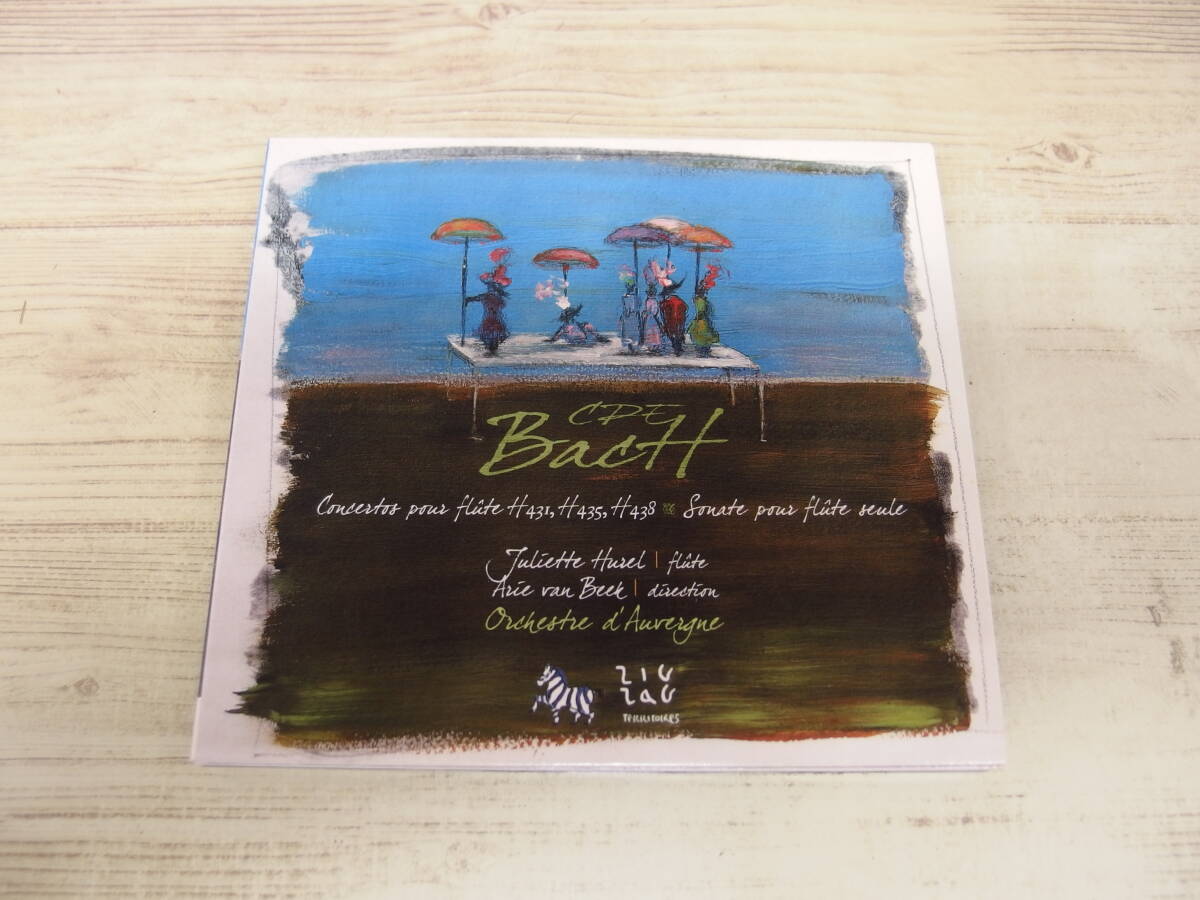 CPE
BacH
Concertos pour flûte H431, H435, H438 Sonate pour flûte seule
Juliette Hurel | flûte
Arie van Beek | direction
Orchestre d'Auvergne
ZIG
ZAG
TERRITOIRES